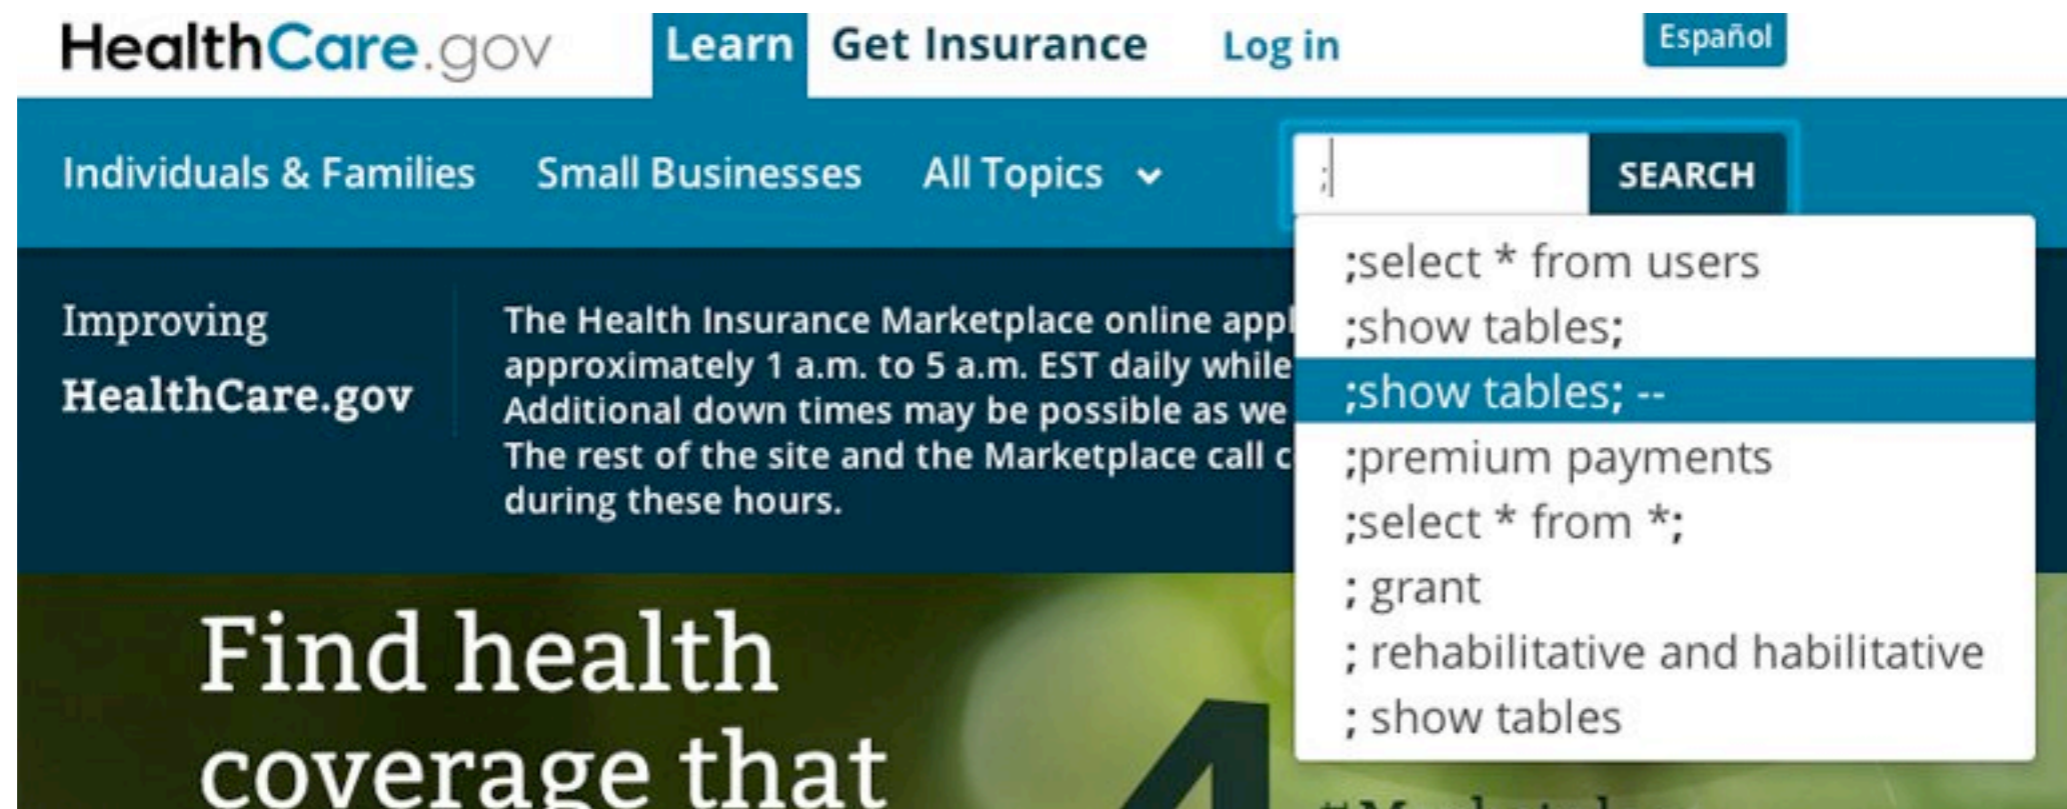 HealthCare.gov
Learn
Get Insurance
Log in
Español
Individuals & Families
Small Businesses
All Topics
;
SEARCH
;select * from users
;show tables;
;show tables; --
;premium payments
;select * from *;
; grant
; rehabilitative and habilitative
; show tables
Improving
HealthCare.gov
The Health Insurance Marketplace online
approximately 1 a.m. to 5 a.m. EST daily while
Additional down times may be possible as we
The rest of the site and the Marketplace call
during these hours.
Find health
coverage that
4